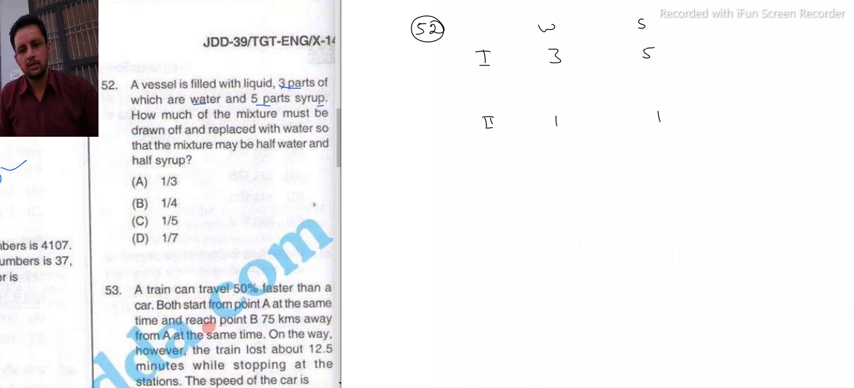 Recorded with iFun Screen Recorder
JDD-39/TGT-ENG/X-14
52. A vessel is filled with liquid, 3 parts of
which are water and 5 parts syrup.
How much of the mixture must be
drawn off and replaced with water so
that the mixture may be half water and
half syrup?
(A) 1/3
(B) 1/4
(C) 1/5
(D) 1/7
53. A train can travel 50% faster than a
car. Both start from point A at the same
time and reach point B 75 kms away
from A at the same time. On the way,
however, the train lost about 12.5
minutes while stopping at the
stations. The speed of the car is
mbers is 4107.
umbers is 37,
er is
dda.com
52 W S
I 3 5
II 1 1